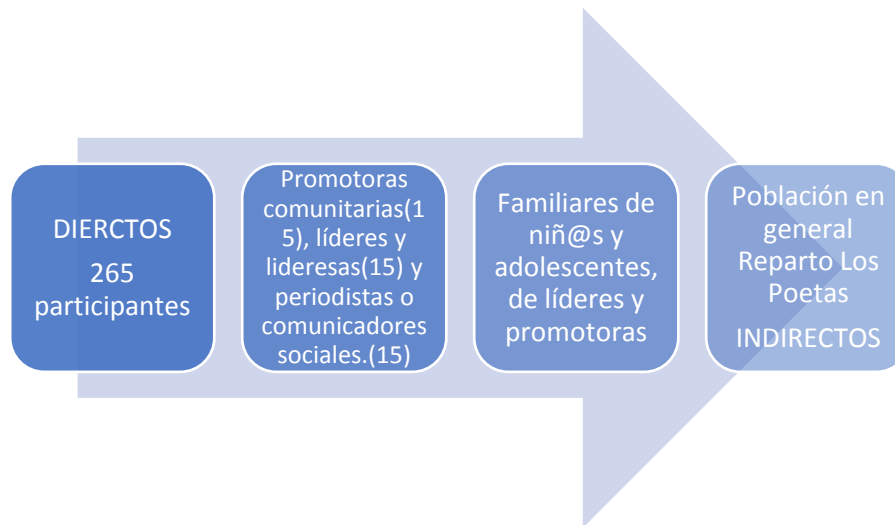 DIERCTOS
265
participantes
Promotoras
comunitarias(1
5), líderes y
lideresas(15) y
periodistas o
comunicadores
sociales.(15)
Familiares de
niñ@s y
adolescentes,
de líderes y
promotoras
Población en
general
Reparto Los
Poetas
INDIRECTOS